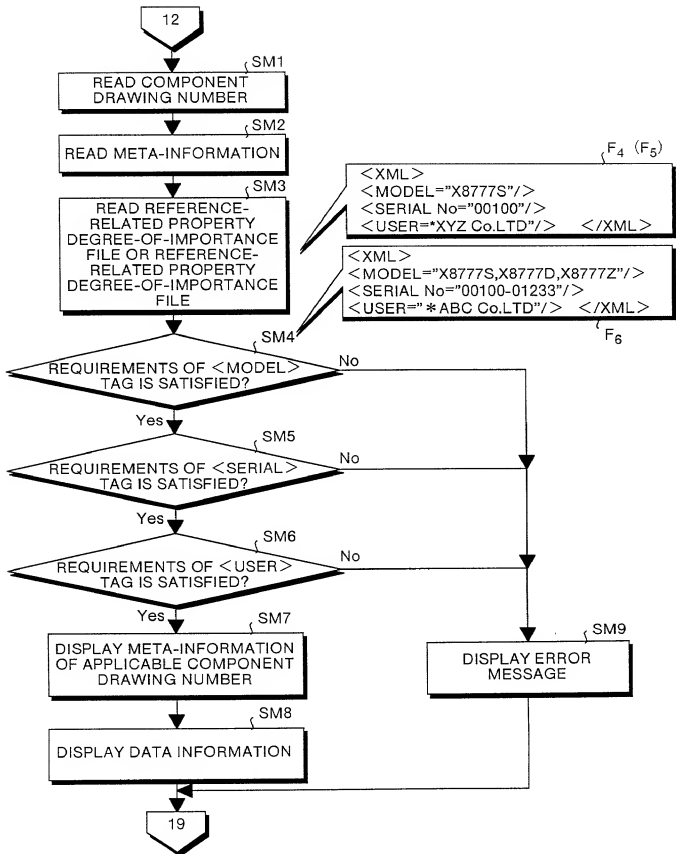 12
SM1
READ COMPONENT
DRAWING NUMBER
SM2
READ META-INFORMATION
SM3
READ REFERENCE-
RELATED PROPERTY
DEGREE-OF-IMPORTANCE
FILE OR REFERENCE-
RELATED PROPERTY
DEGREE-OF-IMPORTANCE
FILE
F4 (F5)
<XML>
<MODEL="X8777S"/>
<SERIAL No="00100"/>
<USER=*XYZ Co.LTD"/> </XML>
<XML>
<MODEL="X8777S,X8777D,X8777Z"/>
<SERIAL No="00100-01233"/>
<USER="*ABC Co.LTD"/> </XML>
F6
SM4
REQUIREMENTS OF <MODEL>
TAG IS SATISFIED?
No
Yes
SM5
REQUIREMENTS OF <SERIAL>
TAG IS SATISFIED?
No
Yes
SM6
REQUIREMENTS OF <USER>
TAG IS SATISFIED?
No
Yes
SM7
DISPLAY META-INFORMATION
OF APPLICABLE COMPONENT
DRAWING NUMBER
SM9
DISPLAY ERROR
MESSAGE
SM8
DISPLAY DATA INFORMATION
19